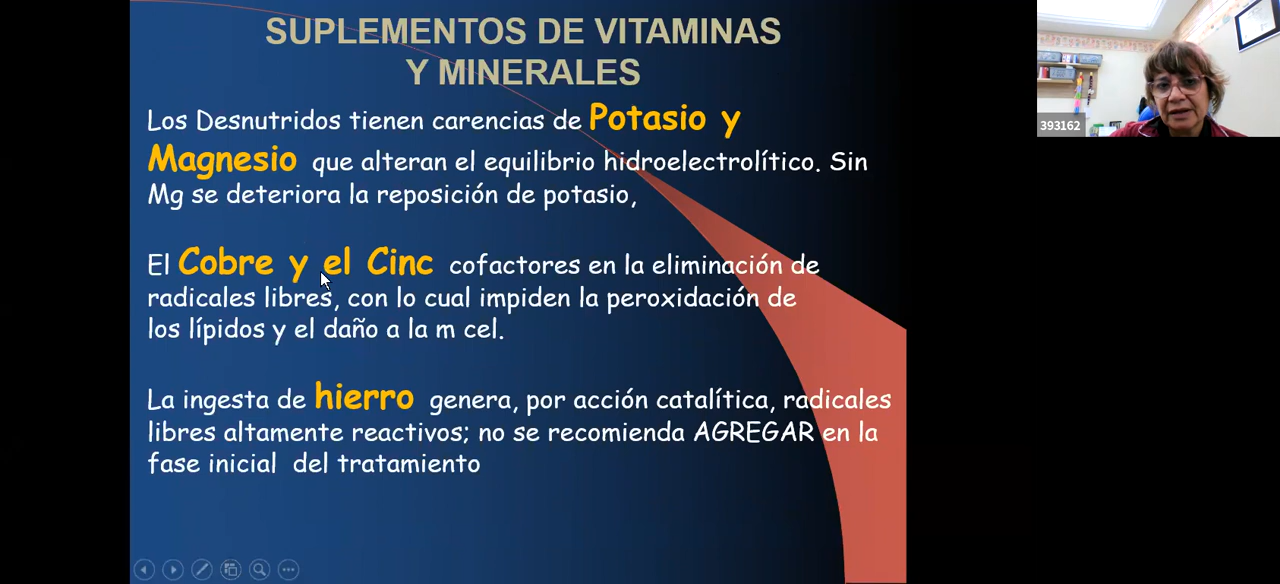 SUPLEMENTOS DE VITAMINAS
Y MINERALES
Los Desnutridos tienen carencias de Potasio y
Magnesio que alteran el equilibrio hidroelectrolítico. Sin
Mg se deteriora la reposición de potasio,
El Cobre y el Cinc cofactores en la eliminación de
radicales libres, con lo cual impiden la peroxidación de
los lípidos y el daño a la m cel.
La ingesta de hierro genera, por acción catalítica, radicales
libres altamente reactivos; no se recomienda AGREGAR en la
fase inicial del tratamiento
393162